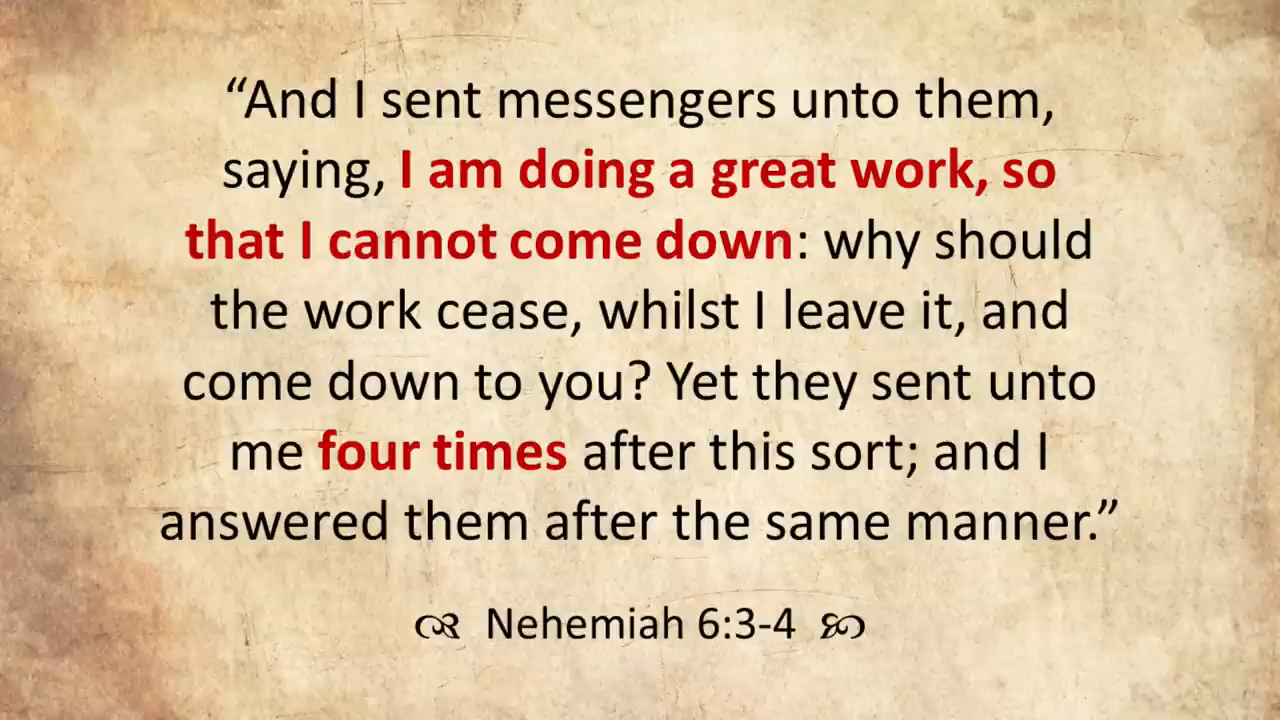 “And I sent messengers unto them,
saying, I am doing a great work, so
that I cannot come down: why should
the work cease, whilst I leave it, and
come down to you? Yet they sent unto
me four times after this sort; and I
answered them after the same manner.”
Nehemiah 6:3-4